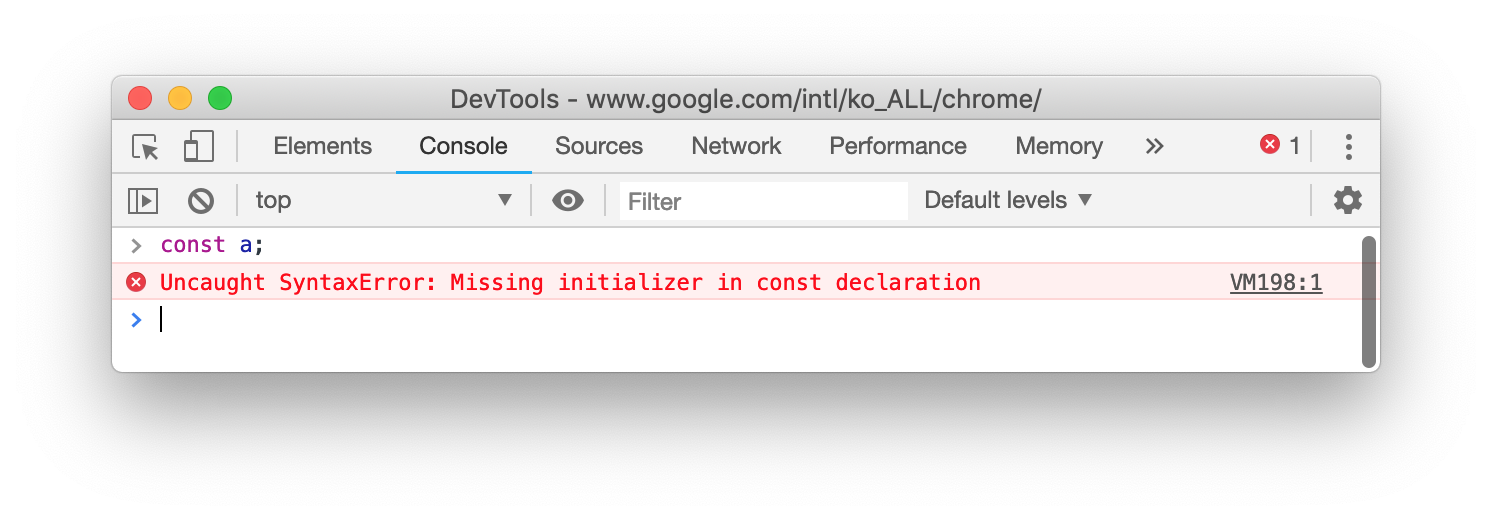 DevTools - www.google.com/intl/ko_ALL/chrome/
Elements Console Sources Network Performance Memory » 1
top Filter Default levels
> const a;
Uncaught SyntaxError: Missing initializer in const declaration VM198:1
>